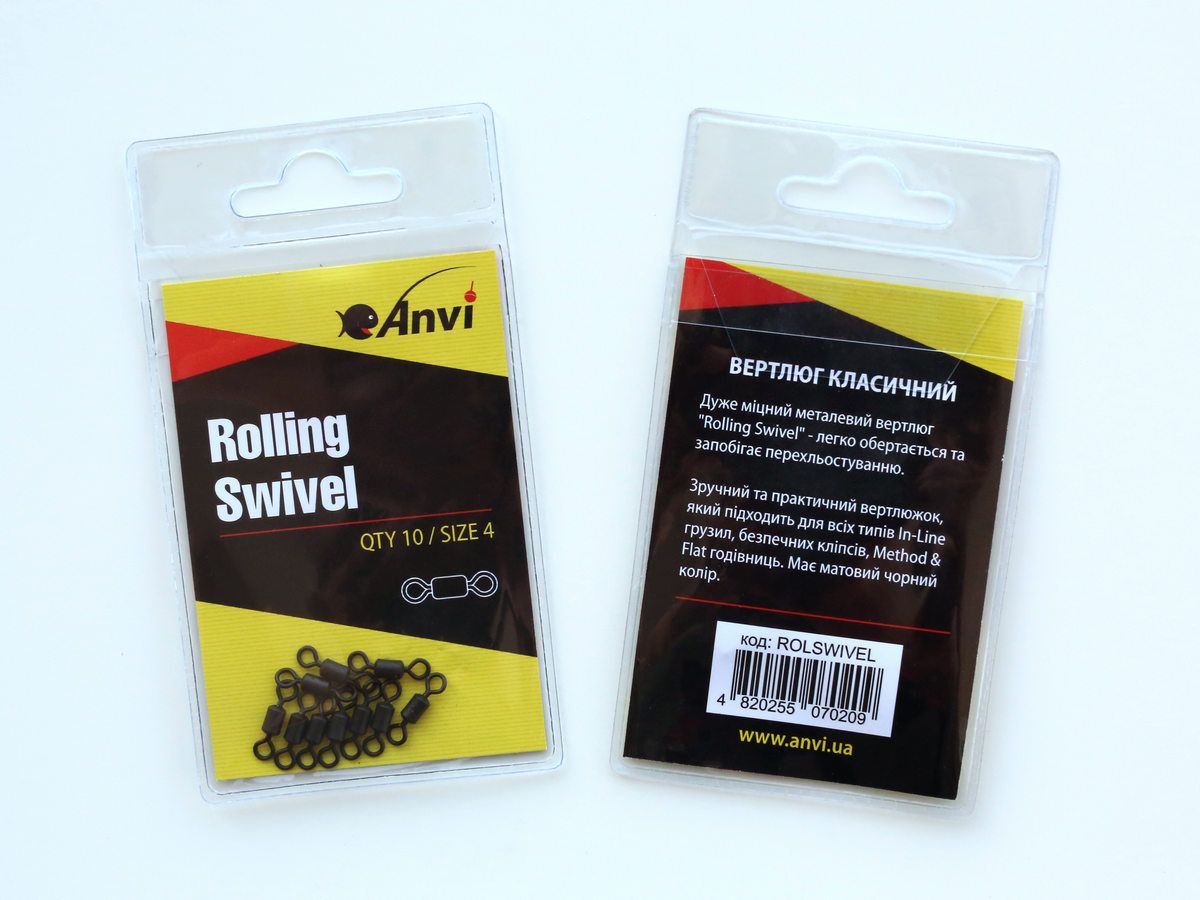 Anvi
Rolling
Swivel
QTY 10 / SIZE 4
ВЕРТЛЮГ КЛАСИЧНИЙ
Дуже міцний металевий вертлюг
"Rolling Swivel" - легко обертається та
запобігає перехльостуванню.
Зручний та практичний вертлюжок,
який підходить для всіх типів In-Line
грузил, безпечних кліпсів, Method &
Flat годівниць. Має матовий чорний
колір.
код: ROLSWIVEL
4 820255 070209
www.anvi.ua